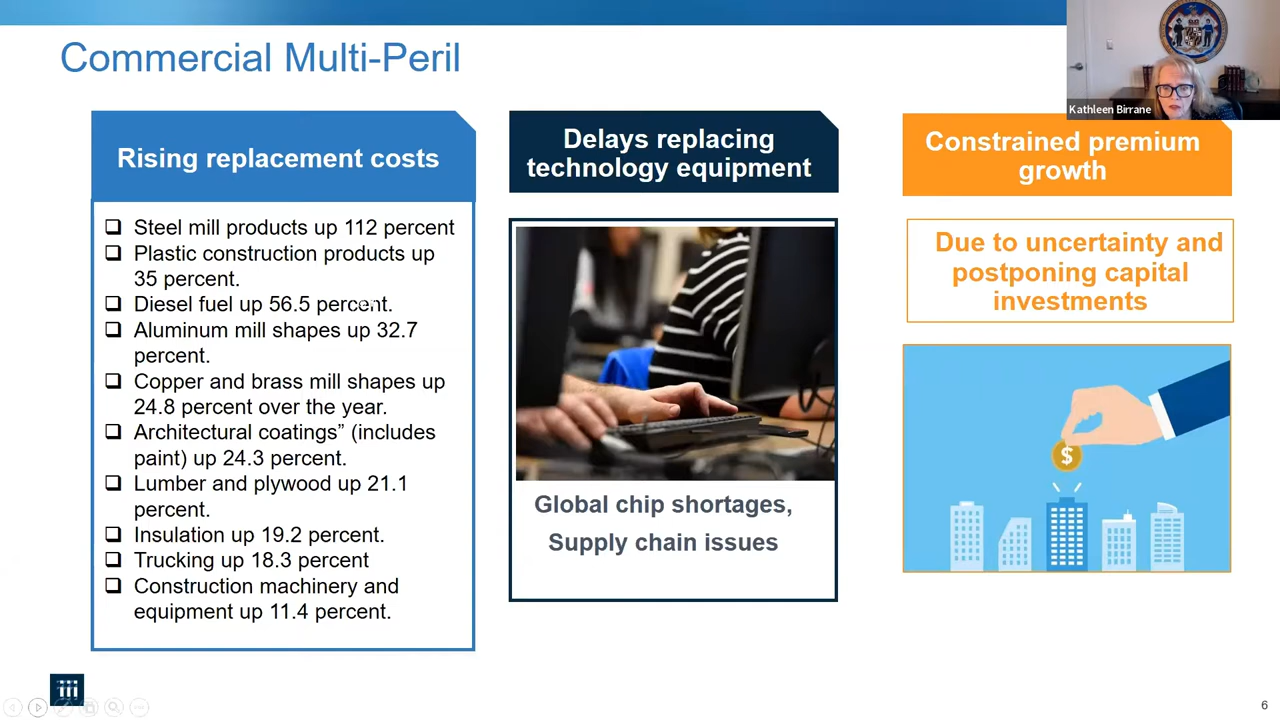 Commercial Multi-Peril
Kathleen Birrane
Rising replacement costs
❑ Steel mill products up 112 percent
❑ Plastic construction products up
35 percent.
❑ Diesel fuel up 56.5 percent.
❑ Aluminum mill shapes up 32.7
percent.
❑ Copper and brass mill shapes up
24.8 percent over the year.
❑ Architectural coatings” (includes
paint) up 24.3 percent.
❑ Lumber and plywood up 21.1
percent.
❑ Insulation up 19.2 percent.
❑ Trucking up 18.3 percent
❑ Construction machinery and
equipment up 11.4 percent.
Delays replacing
technology equipment
Global chip shortages,
Supply chain issues
Constrained premium
growth
Due to uncertainty and
postponing capital
investments
$
iii
6